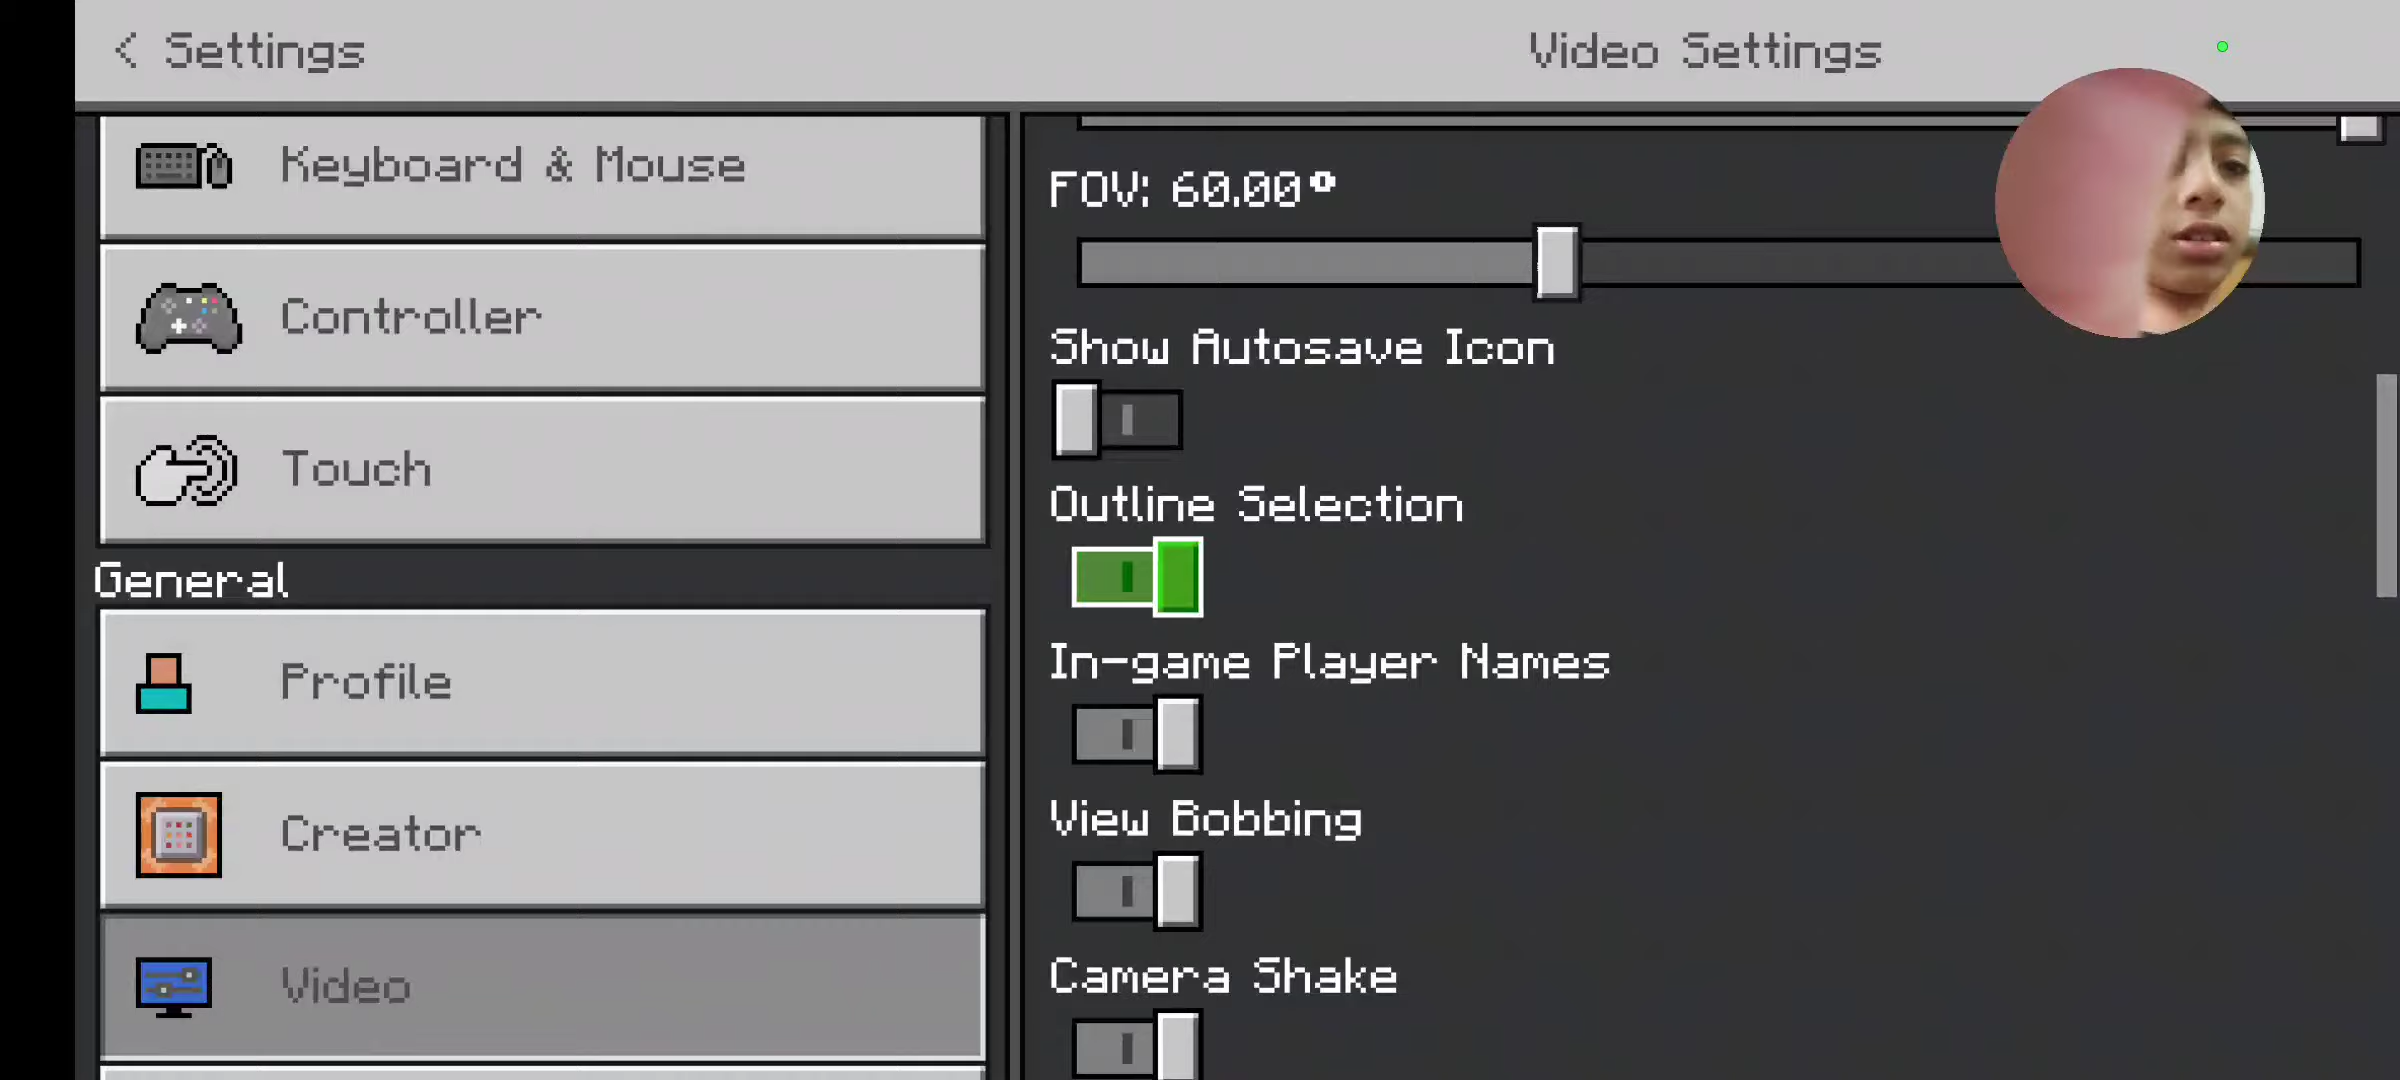 Settings
Video Settings
Keyboard & Mouse
Controller
Touch
General
Profile
Creator
Video
FOV: 60.00°
Show Autosave Icon
Outline Selection
In-game Player Names
View Bobbing
Camera Shake